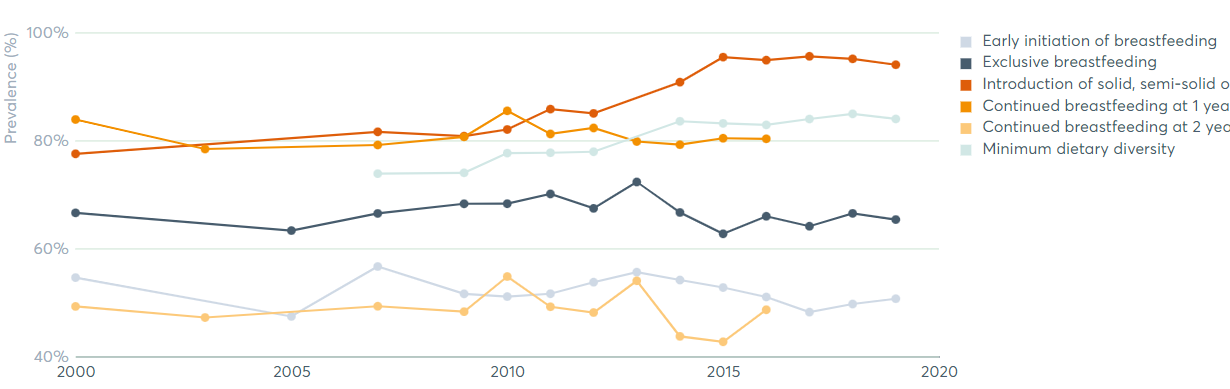 Prevalence (%)
100%
80%
60%
40%
2000
2005
2010
2015
2020
Early initiation of breastfeeding
Exclusive breastfeeding
Introduction of solid, semi-solid o
Continued breastfeeding at 1 yea
Continued breastfeeding at 2 yea
Minimum dietary diversity